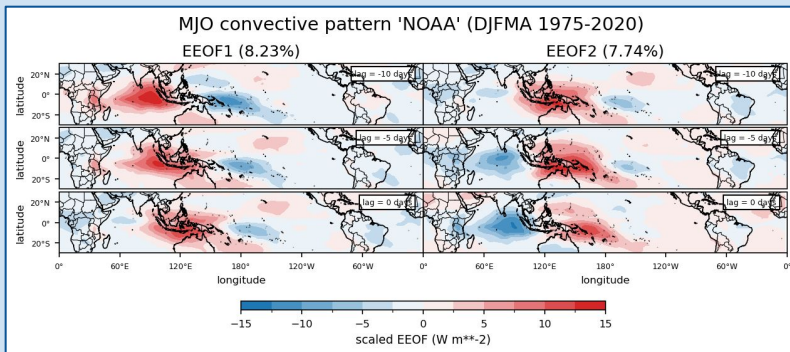 MJO convective pattern 'NOAA' (DJFMA 1975-2020)
EEOF1 (8.23%)
EEOF2 (7.74%)
20°N
0°
20°S
latitude
lag = -10 days
lag = -10 days
20°N
0°
20°S
latitude
lag = -5 days
lag = -5 days
20°N
0°
20°S
latitude
lag = 0 days
lag = 0 days
0° 60°E 120°E 180° 120°W 60°W 0° 60°E 120°E 180° 120°W 60°W 0°
longitude
longitude
−15 −10 −5 0 5 10 15
scaled EEOF (W m**-2)